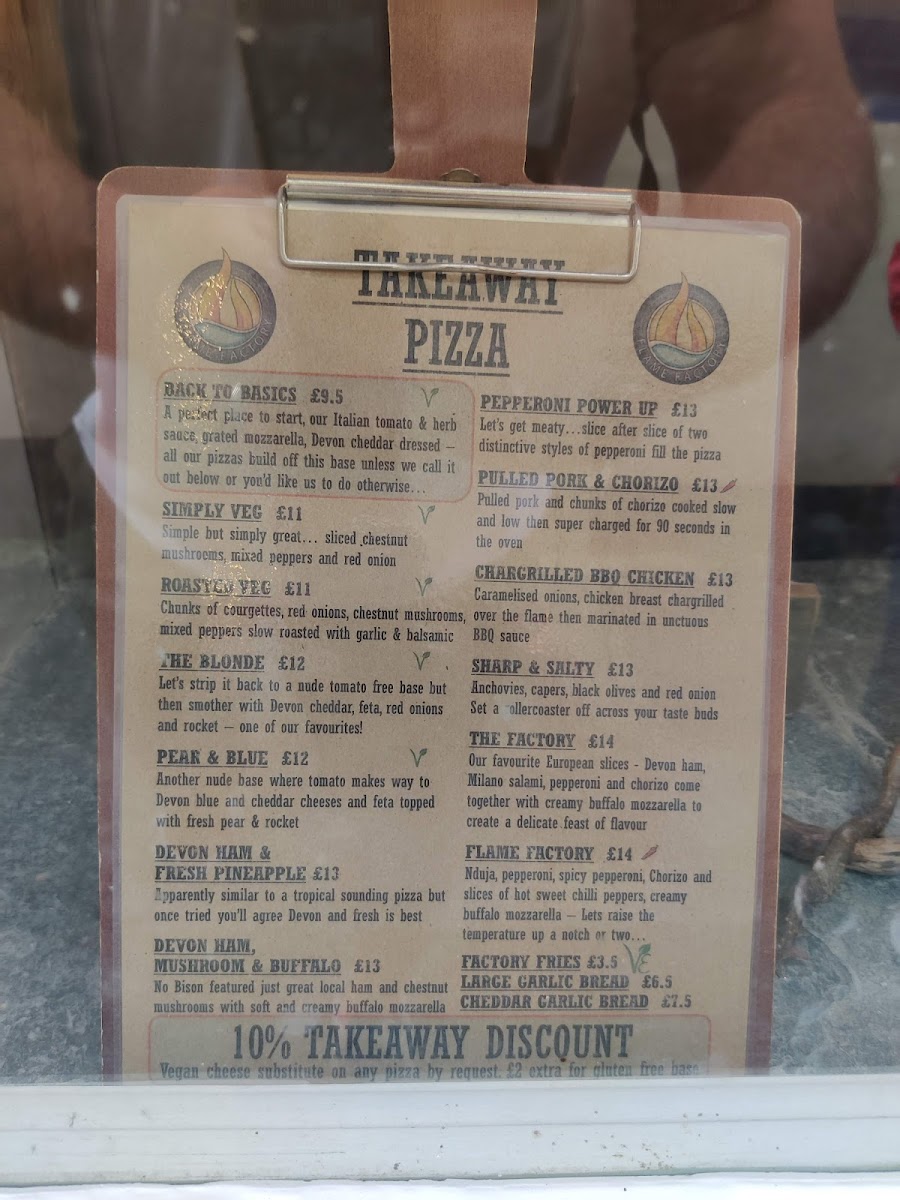 TAKEAWAY
PIZZA
FLAME FACTORY
FLAME FACTORY
BACK TO BASICS £9.5
A perfect place to start, our Italian tomato & herb
sauce, grated mozzarella, Devon cheddar dressed –
all our pizzas build off this base unless we call it
out below or you'd like us to do otherwise...
SIMPLY VEG £11
Simple but simply great... sliced chestnut
mushrooms, mixed peppers and red onion
ROASTED VEG £11
Chunks of courgettes, red onions, chestnut mushrooms,
mixed peppers slow roasted with garlic & balsamic
THE BLONDE £12
Let's strip it back to a nude tomato free base but
then smother with Devon cheddar, feta, red onions
and rocket – one of our favourites!
PEAR & BLUE £12
Another nude base where tomato makes way to
Devon blue and cheddar cheeses and feta topped
with fresh pear & rocket
DEVON HAM &
FRESH PINEAPPLE £13
Apparently similar to a tropical sounding pizza but
once tried you'll agree Devon and fresh is best
DEVON HAM,
MUSHROOM & BUFFALO £13
No Bison featured just great local ham and chestnut
mushrooms with soft and creamy buffalo mozzarella
PEPPERONI POWER UP £13
Let's get meaty...slice after slice of two
distinctive styles of pepperoni fill the pizza
PULLED PORK & CHORIZO £13
Pulled pork and chunks of chorizo cooked slow
and low then super charged for 90 seconds in
the oven
CHARGRILLED BBQ CHICKEN £13
Caramelised onions, chicken breast chargrilled
over the flame then marinated in unctuous
BBQ sauce
SHARP & SALTY £13
Anchovies, capers, black olives and red onion
Set a rollercoaster off across your taste buds
THE FACTORY £14
Our favourite European slices - Devon ham,
Milano salami, pepperoni and chorizo come
together with creamy buffalo mozzarella to
create a delicate feast of flavour
FLAME FACTORY £14
Nduja, pepperoni, spicy pepperoni, Chorizo and
slices of hot sweet chilli peppers, creamy
buffalo mozzarella – Lets raise the
temperature up a notch or two...
FACTORY FRIES £3.5
LARGE GARLIC BREAD £6.5
CHEDDAR GARLIC BREAD £7.5
10% TAKEAWAY DISCOUNT
Vegan cheese substitute on any pizza by request. £2 extra for gluten free base